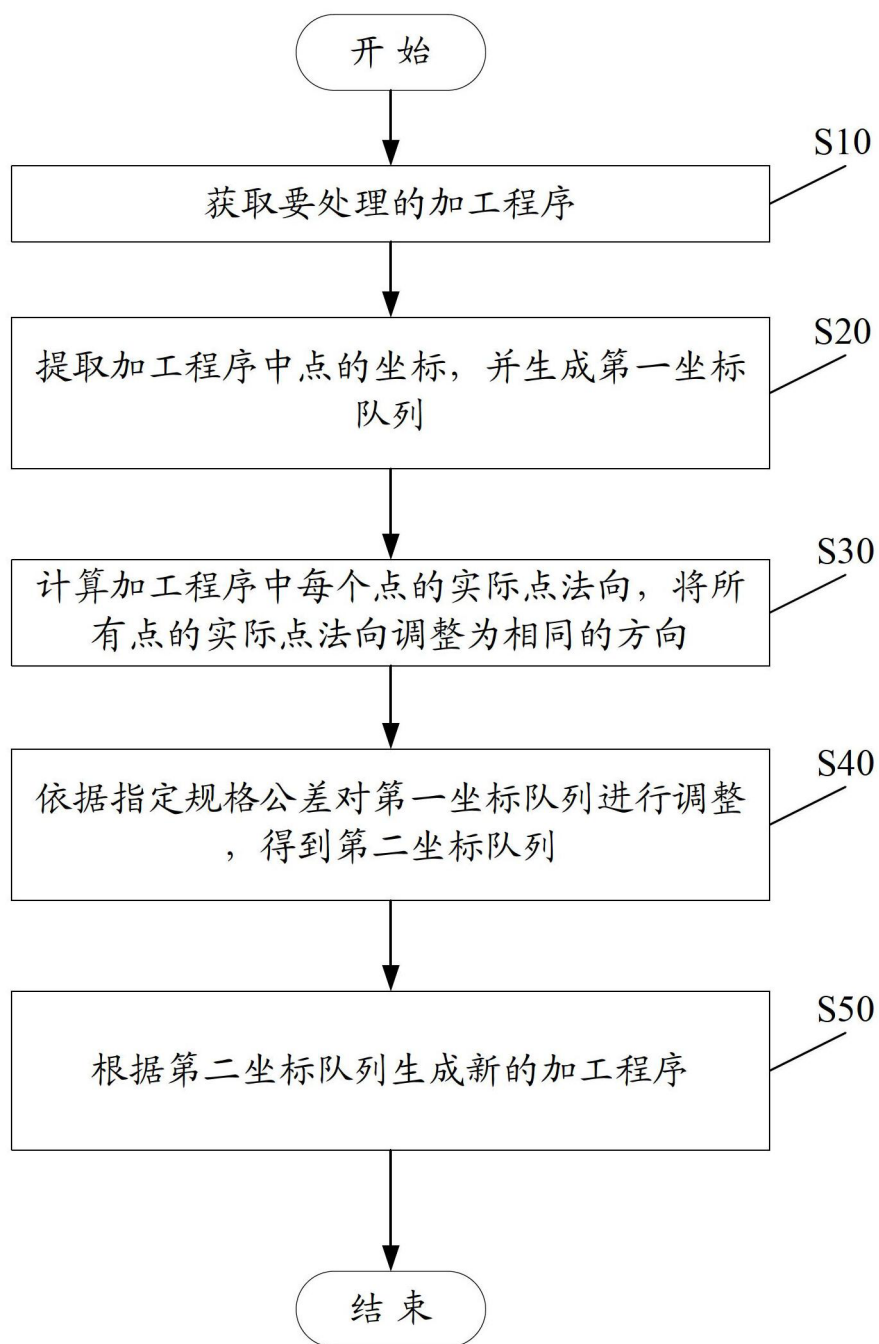 开 始
S10
获取要处理的加工程序
S20
提取加工程序中点的坐标，并生成第一坐标
队列
S30
计算加工程序中每个点的实际点法向，将所
有点的实际点法向调整为相同的方向
S40
依据指定规格公差对第一坐标队列进行调整
，得到第二坐标队列
S50
根据第二坐标队列生成新的加工程序
结 束